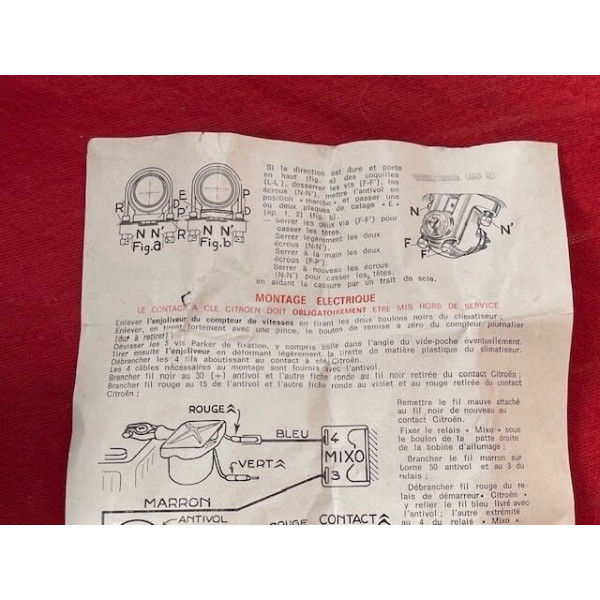 Si la direction est dure et porte
en haut (fig. a) des coquilles
(L-L'), desserrer les vis (F-F'), les
écrous (N-N'), mettre l'antivol en
position « marche » et passer une
ou deux plaques de calage « E »
(ép. 1, 2) (fig. b).
— Serrer les deux vis (F-F') pour
casser les têtes.
Serrer légèrement les deux
écrous (N-N').
Serrer à la main les deux
écrous (P-P').
Serrer à nouveau les écrous
(N-N') pour casser les têtes,
en aidant la cassure par un trait de scie.
R D E P R P D
N N' N N'
Fig.a Fig.b
N N' F F'
MONTAGE ELECTRIQUE
LE CONTACT A CLE CITROEN DOIT OBLIGATOIREMENT ETRE MIS HORS DE SERVICE
Enlever l'enjoliveur du compteur de vitesses en tirant les deux boulons noirs du climatiseur ;
Enlever, en tirant fortement avec une pince, le bouton de remise à zéro du compteur journalier
(dur à retirer) ;
Dévisser les 3 vis Parker de fixation, y compris celle dans l'angle du vide-poche éventuellement.
Tirer ensuite l'enjoliveur en déformant légèrement la tirette de matière plastique du climatiseur.
Débrancher les 4 fils aboutissant au contact à clé Citroën.
Les 4 câbles nécessaires au montage sont fournis avec l'antivol.
Brancher fil noir au 30 (+) antivol et l'autre fiche ronde au fil noir retirée du contact Citroën ;
Brancher fil rouge au 15 de l'antivol et l'autre fiche ronde au violet et au rouge retirée du contact
Citroën ;
Remettre le fil mauve attaché
au fil noir de nouveau au
contact Citroën.
Fixer le relais « Mixo » sous
le boulon de la patte droite
de la bobine d'allumage ;
Brancher le fil marron sur
borne 50 antivol et au 3 du
relais ;
Débrancher fil rouge du re-
lais de démarreur « Citroën »
y relier le fil bleu livré avec
l'antivol ; l'autre extrémité
au 4 du relais « Mixo ».
ROUGE
BLEU
VERT
4
MIXO
3
MARRON
ANTIVOL
ROUGE
CONTACT